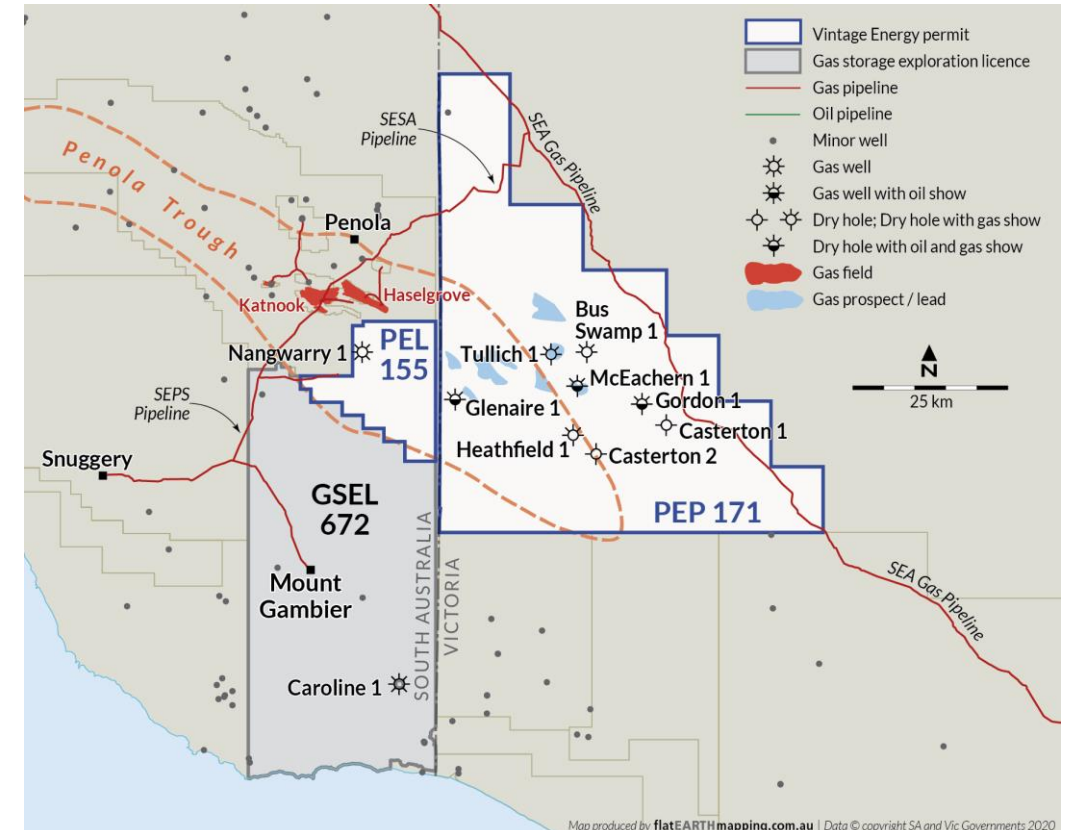 Vintage Energy permit
Gas storage exploration licence
Gas pipeline
Oil pipeline
Minor well
Gas well
Gas well with oil show
Dry hole; Dry hole with gas show
Dry hole with oil and gas show
Gas field
Gas prospect / lead
N
25 km
SESA
Pipeline
SEA Gas Pipeline
Penola Trough
Penola
Katnook
Haselgrove
Nangwarry 1
PEL
155
Bus
Swamp 1
Tullich 1
McEachern 1
Glenaire 1
Gordon 1
Casterton 1
Heathfield 1
Casterton 2
PEP 171
SEPS
Pipeline
Snuggery
GSEL
672
Mount
Gambier
SOUTH AUSTRALIA
VICTORIA
SEA Gas Pipeline
Caroline 1
Map produced by flatEARTHmapping.com.au | Data © copyright SA and Vic Governments 2020